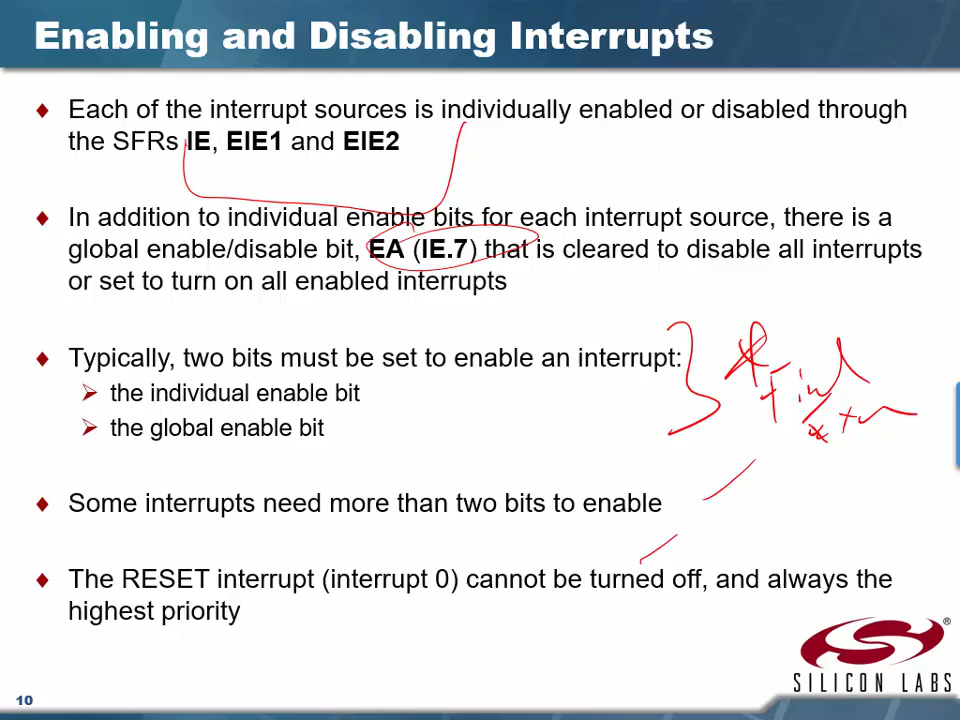 Enabling and Disabling Interrupts
♦ Each of the interrupt sources is individually enabled or disabled through
the SFRs IE, EIE1 and EIE2
♦ In addition to individual enable bits for each interrupt source, there is a
global enable/disable bit, EA (IE.7) that is cleared to disable all interrupts
or set to turn on all enabled interrupts
♦ Typically, two bits must be set to enable an interrupt:
➢ the individual enable bit
➢ the global enable bit
♦ Some interrupts need more than two bits to enable
♦ The RESET interrupt (interrupt 0) cannot be turned off, and always the
highest priority
SILICON LABS
®
10